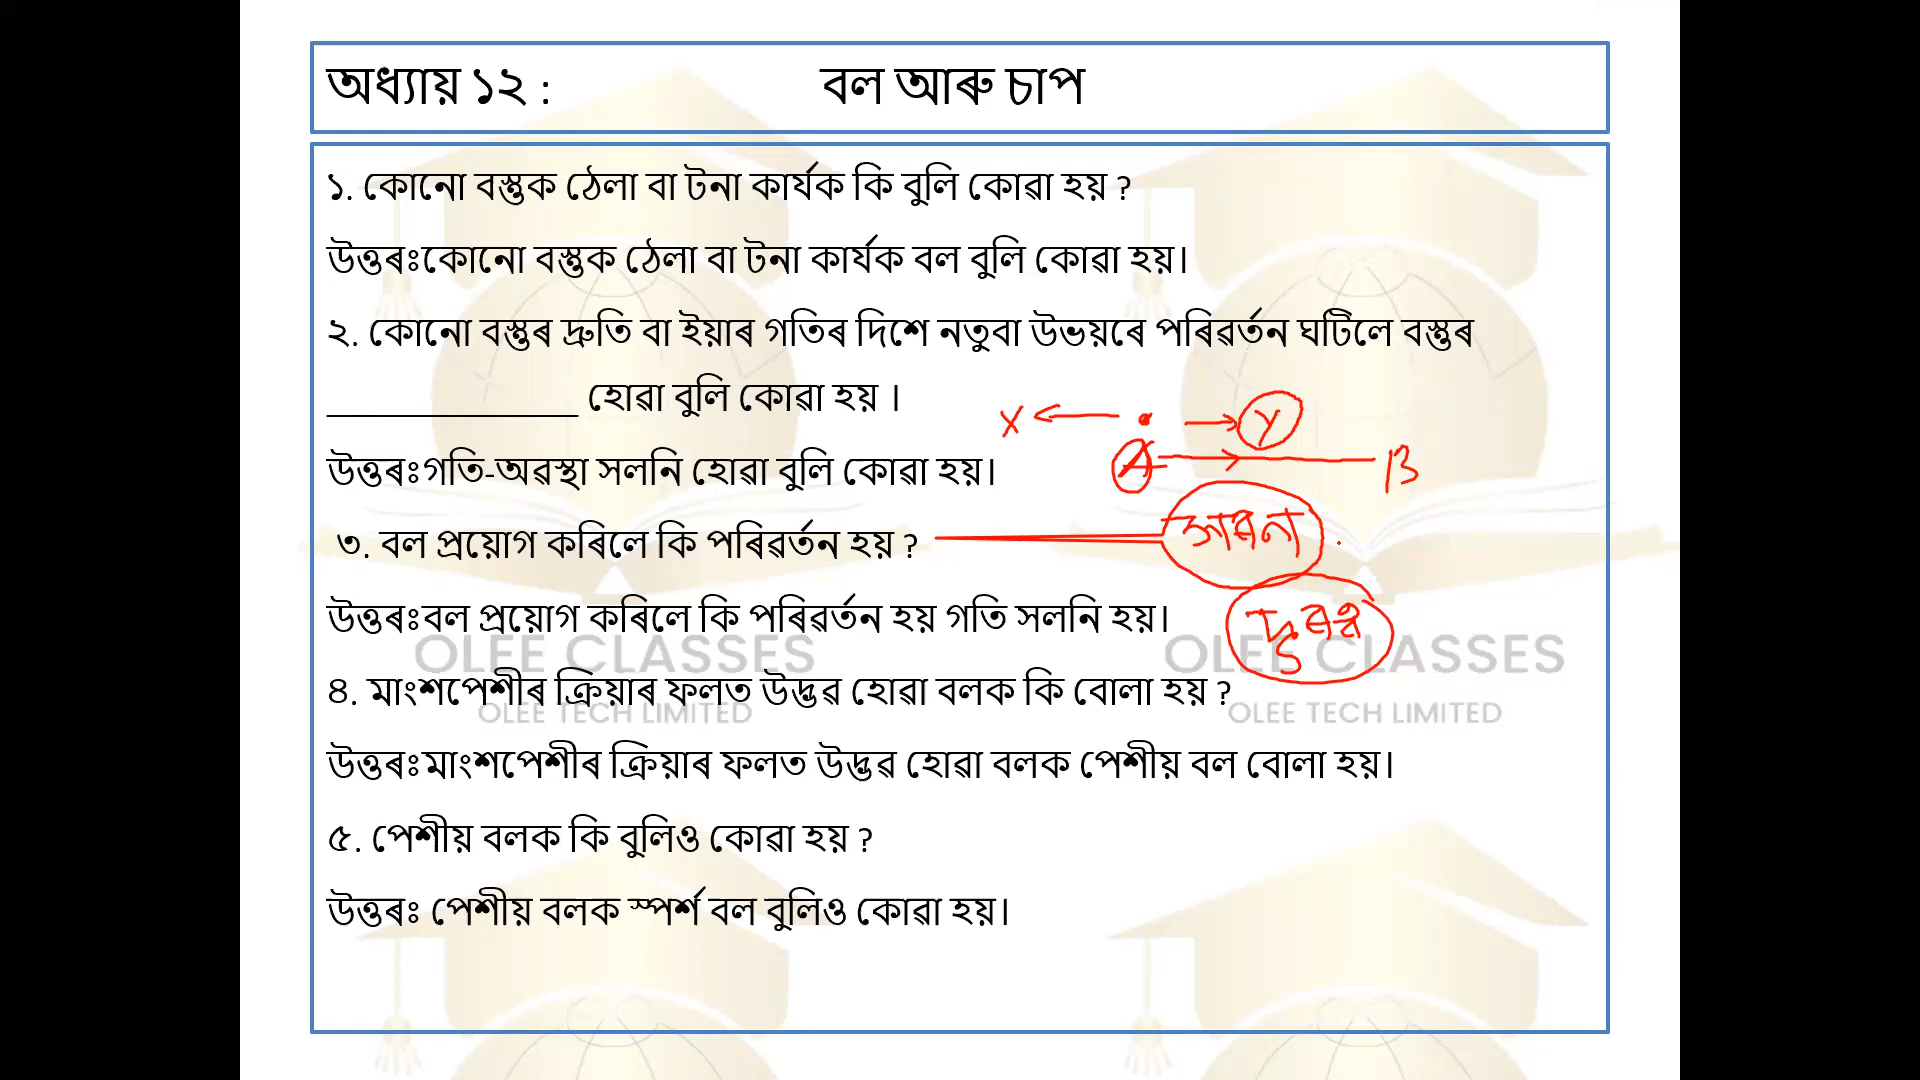 অধ্যায় ১২ : বল আৰু চাপ
১. কোনো বস্তুক ঠেলা বা টনা কাৰ্যক কি বুলি কোৱা হয় ?
উত্তৰঃকোনো বস্তুক ঠেলা বা টনা কাৰ্যক বল বুলি কোৱা হয়।
২. কোনো বস্তুৰ দ্ৰুতি বা ইয়াৰ গতিৰ দিশে নতুবা উভয়ৰে পৰিৱৰ্তন ঘটিলে বস্তুৰ
______________ হোৱা বুলি কোৱা হয় ।
X Y
A B
উত্তৰঃগতি-অৱস্থা সলনি হোৱা বুলি কোৱা হয়।
৩. বল প্ৰয়োগ কৰিলে কি পৰিৱৰ্তন হয় ?
উত্তৰঃবল প্ৰয়োগ কৰিলে কি পৰিৱৰ্তন হয় গতি সলনি হয়।
OLEE CLASSES OLEE CLASSES
৪. মাংশপেশীৰ ক্ৰিয়াৰ ফলত উদ্ভৱ হোৱা বলক কি বোলা হয় ?
OLEE TECH LIMITED OLEE TECH LIMITED
উত্তৰঃমাংশপেশীৰ ক্ৰিয়াৰ ফলত উদ্ভৱ হোৱা বলক পেশীয় বল বোলা হয়।
৫. পেশীয় বলক কি বুলিও কোৱা হয় ?
উত্তৰঃ পেশীয় বলক স্পৰ্শ বল বুলিও কোৱা হয়।